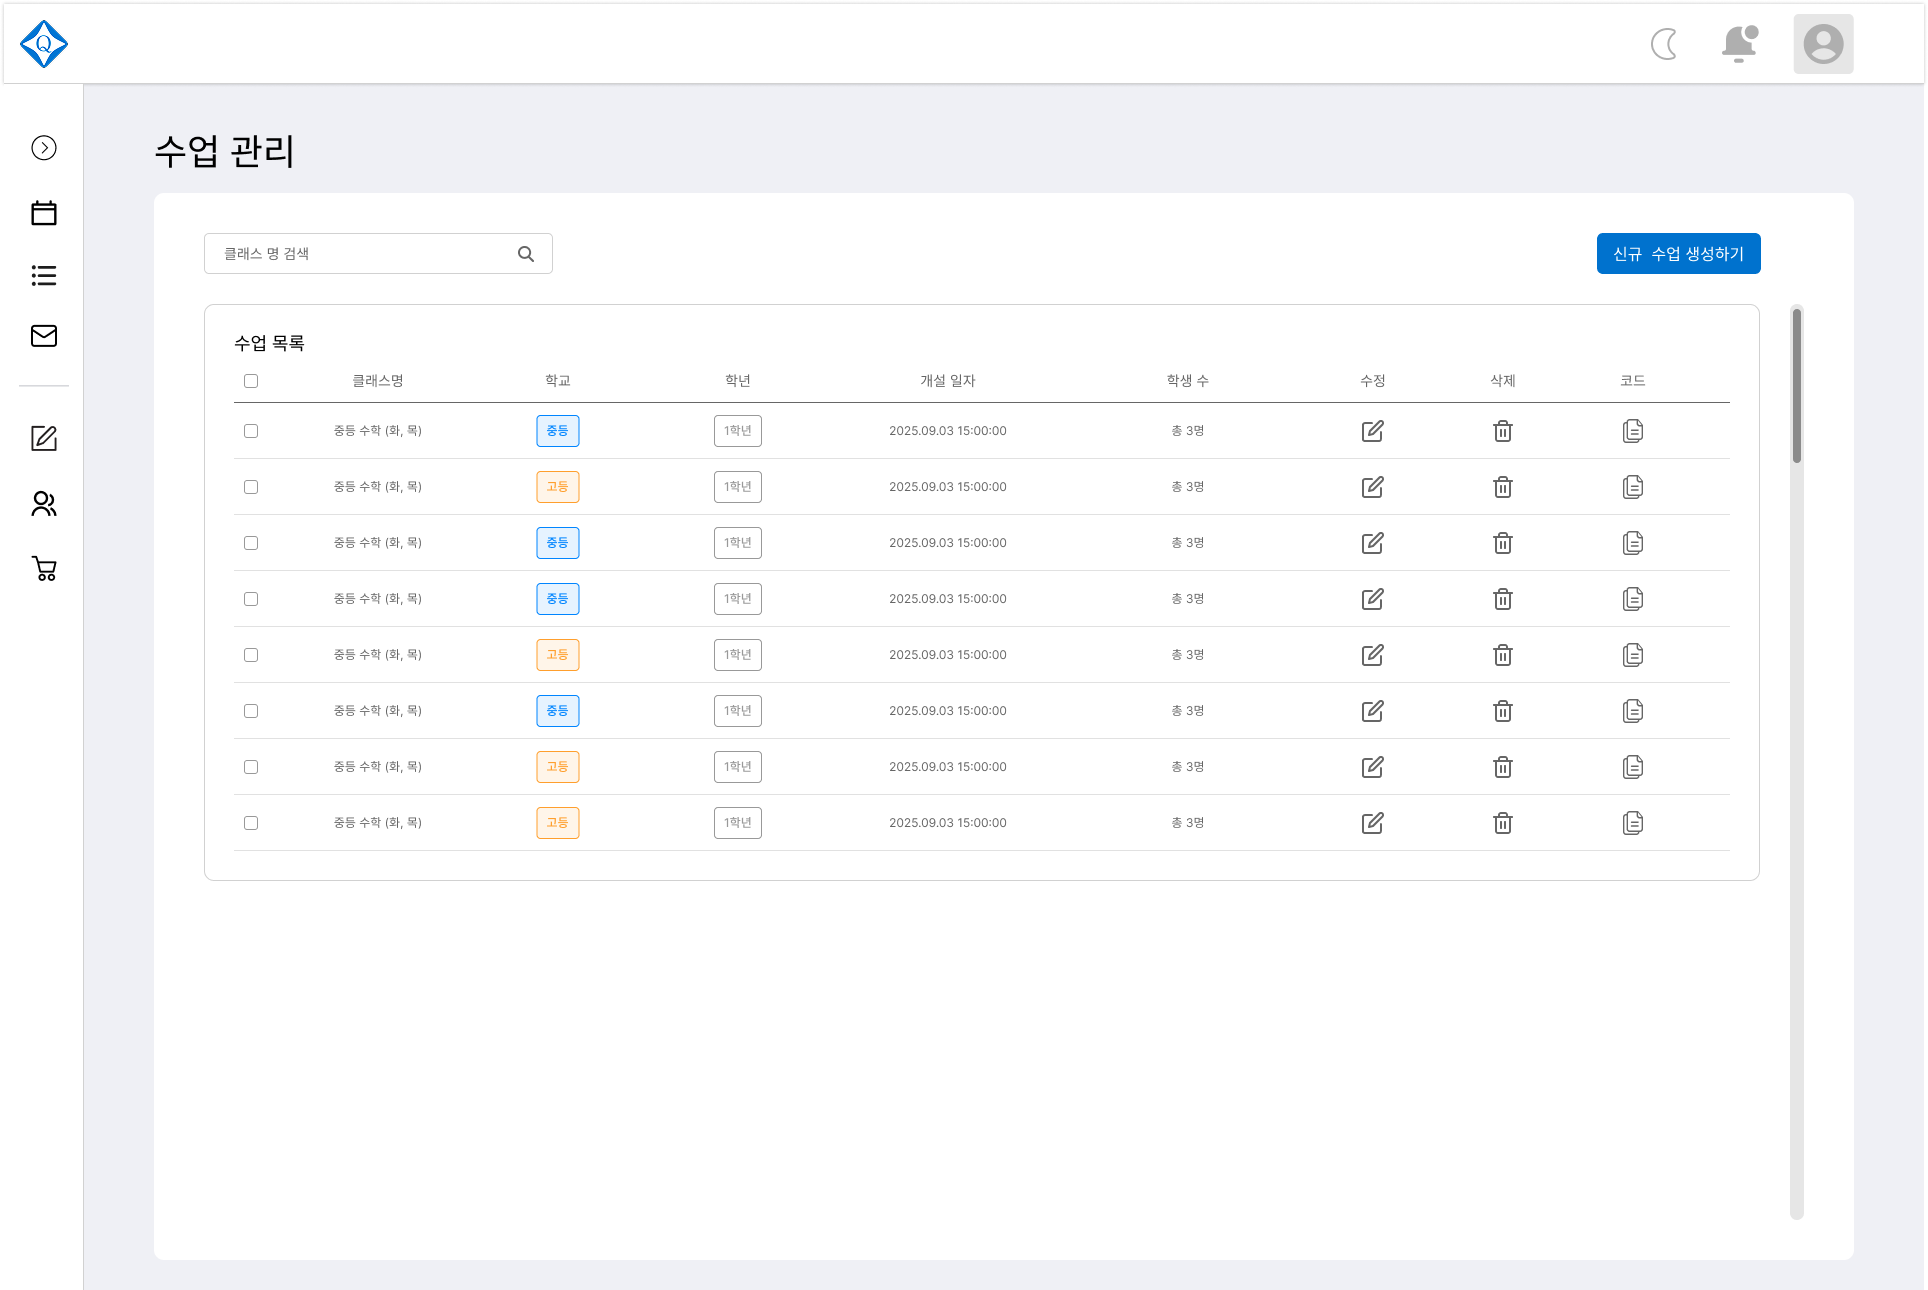 Q
수업 관리
클래스 명 검색
신규 수업 생성하기
수업 목록
클래스명 학교 학년 개설 일자 학생 수 수정 삭제 코드
중등 수학 (화, 목) 중등 1학년 2025.09.03 15:00:00 총 3명
중등 수학 (화, 목) 고등 1학년 2025.09.03 15:00:00 총 3명
중등 수학 (화, 목) 중등 1학년 2025.09.03 15:00:00 총 3명
중등 수학 (화, 목) 중등 1학년 2025.09.03 15:00:00 총 3명
중등 수학 (화, 목) 고등 1학년 2025.09.03 15:00:00 총 3명
중등 수학 (화, 목) 중등 1학년 2025.09.03 15:00:00 총 3명
중등 수학 (화, 목) 고등 1학년 2025.09.03 15:00:00 총 3명
중등 수학 (화, 목) 고등 1학년 2025.09.03 15:00:00 총 3명